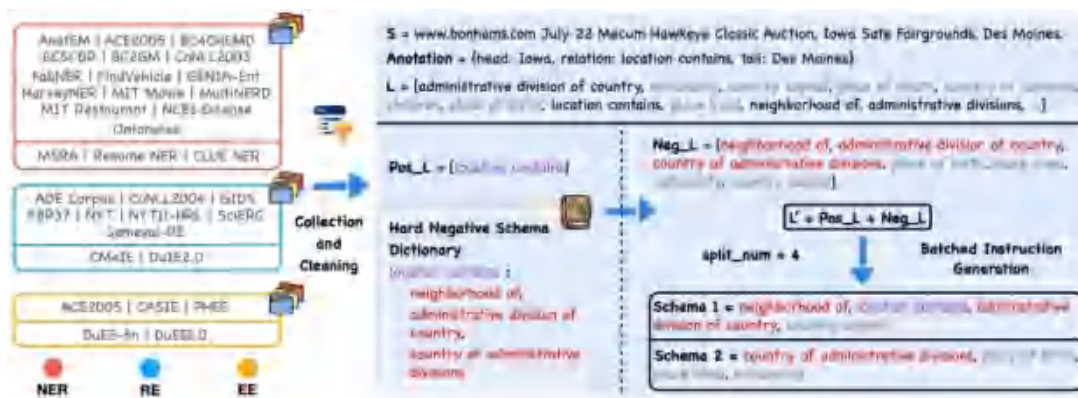 AnatEM | ACE2005 | BC4CHEMD
BC5CDR | BC2GM | CoNLL2003
FabNER | FindVehicle | GENIA-Ent
HarveyNER | MIT Movie | MultiNERD
MIT Restaurant | NCBI-Disease
Ontonotes
MSRA | Resume NER | CLUE NER
ADE Corpus | CoNLL2004 | GIDS
KBP37 | NYT | NYT11-HRL | SciERC
Semeval-RE
CMeIE | DuIE2.0
ACE2005 | CASIE | PHEE
DuEE-fin | DuEE1.0
NER
RE
EE
Collection
and
Cleaning
S = www.bonhams.com July 22 Mecum Hawkeye Classic Auction, Iowa Sate Fairgrounds, Des Moines.
Anotation = (head: Iowa, relation: location contains, tail: Des Moines)
L = [administrative division of country,
location contains, neighborhood of, administrative divisions, ...]
Pos_L = [location contains]
Hard Negative Schema
Dictionary
location contains :
neighborhood of,
administrative division of
country,
country of administrative
divisions
Neg_L = [neighborhood of, administrative division of country,
country of administrative divisions,
L' = Pos_L + Neg_L
split_num = 4
Batched Instruction
Generation
Schema 1 = neighborhood of, location contains, administrative
division of country,
Schema 2 = country of administrative divisions,